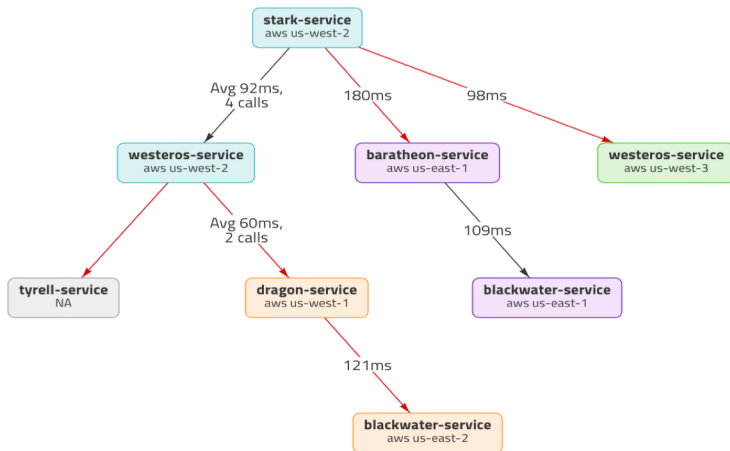 stark-service
aws us-west-2
Avg 92ms,
4 calls
180ms
98ms
westeros-service
aws us-west-2
baratheon-service
aws us-east-1
westeros-service
aws us-west-3
Avg 60ms,
2 calls
109ms
tyrell-service
NA
dragon-service
aws us-west-1
blackwater-service
aws us-east-1
121ms
blackwater-service
aws us-east-2